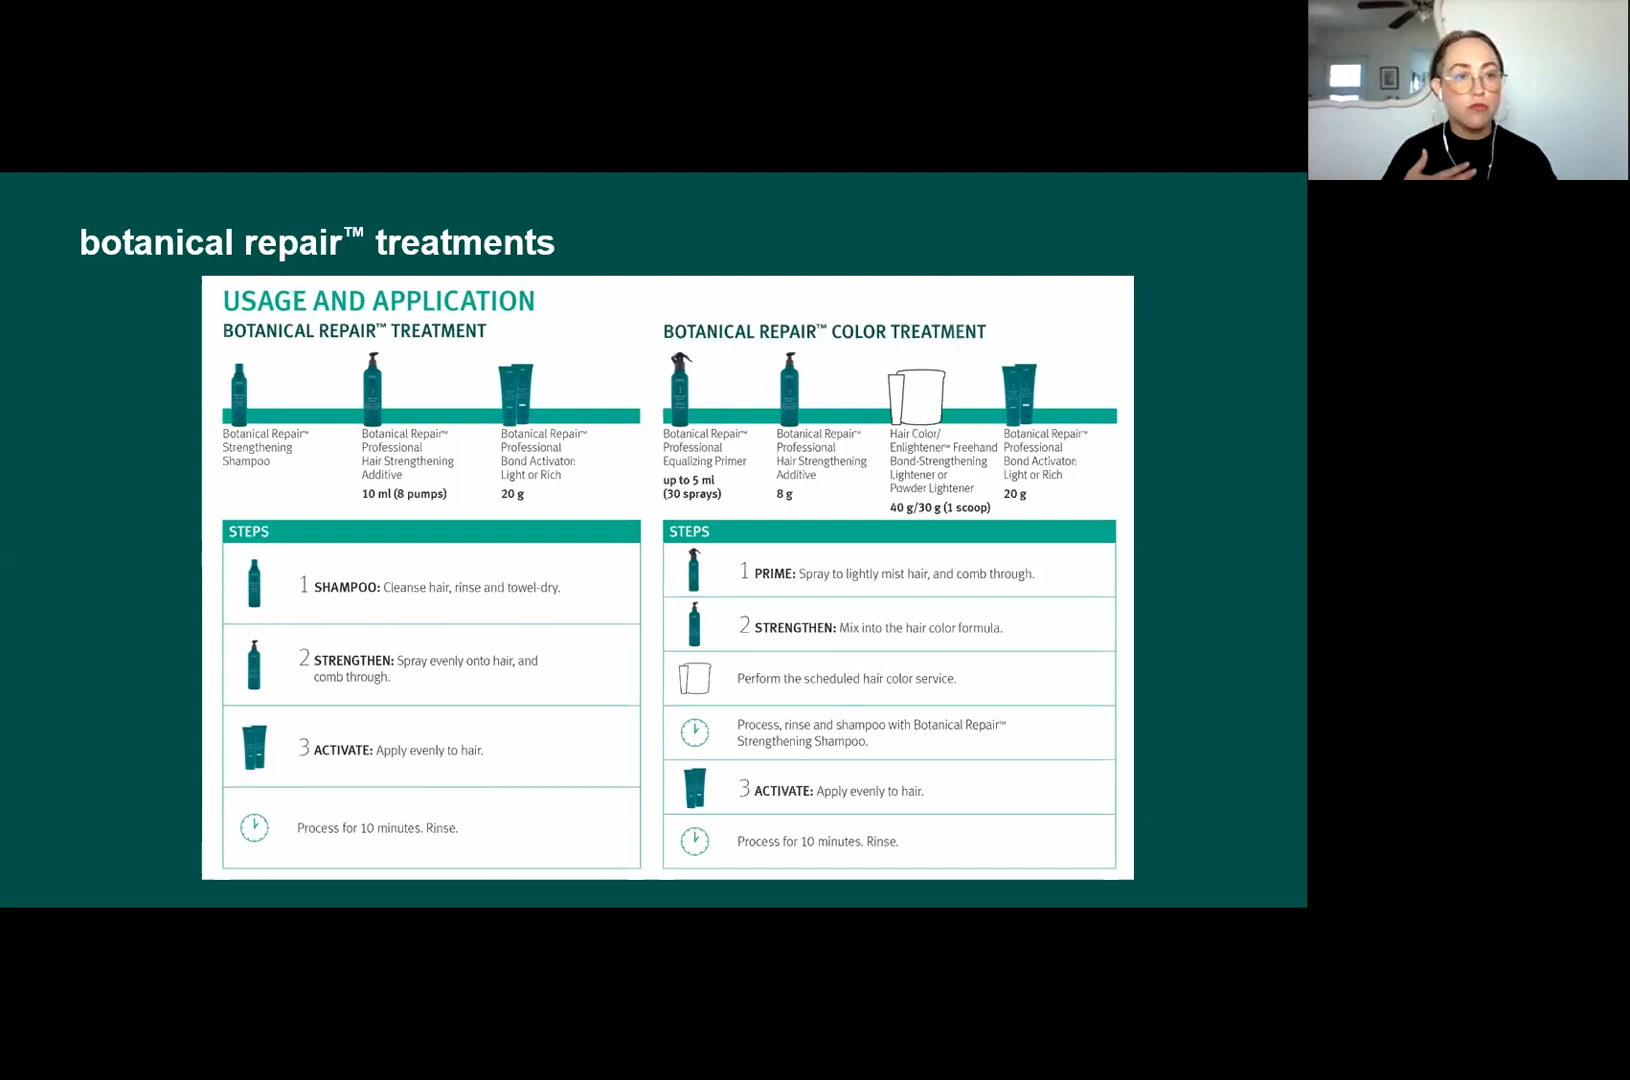 botanical repair™ treatments
USAGE AND APPLICATION
BOTANICAL REPAIR™ TREATMENT
Botanical Repair™
Strengthening
Shampoo
Botanical Repair™
Professional
Hair Strengthening
Additive
10 ml (8 pumps)
Botanical Repair™
Professional
Bond Activator:
Light or Rich
20 g
STEPS
1 SHAMPOO: Cleanse hair, rinse and towel-dry.
2 STRENGTHEN: Spray evenly onto hair, and
comb through.
3 ACTIVATE: Apply evenly to hair.
Process for 10 minutes. Rinse.
BOTANICAL REPAIR™ COLOR TREATMENT
Botanical Repair™
Professional
Equalizing Primer
up to 5 ml
(30 sprays)
Botanical Repair™
Professional
Hair Strengthening
Additive
8 g
Hair Color/
Enlightener™ Freehand
Bond-Strengthening
Lightener or
Powder Lightener
40 g/30 g (1 scoop)
Botanical Repair™
Professional
Bond Activator:
Light or Rich
20 g
STEPS
1 PRIME: Spray to lightly mist hair, and comb through.
2 STRENGTHEN: Mix into the hair color formula.
Perform the scheduled hair color service.
Process, rinse and shampoo with Botanical Repair™
Strengthening Shampoo.
3 ACTIVATE: Apply evenly to hair.
Process for 10 minutes. Rinse.